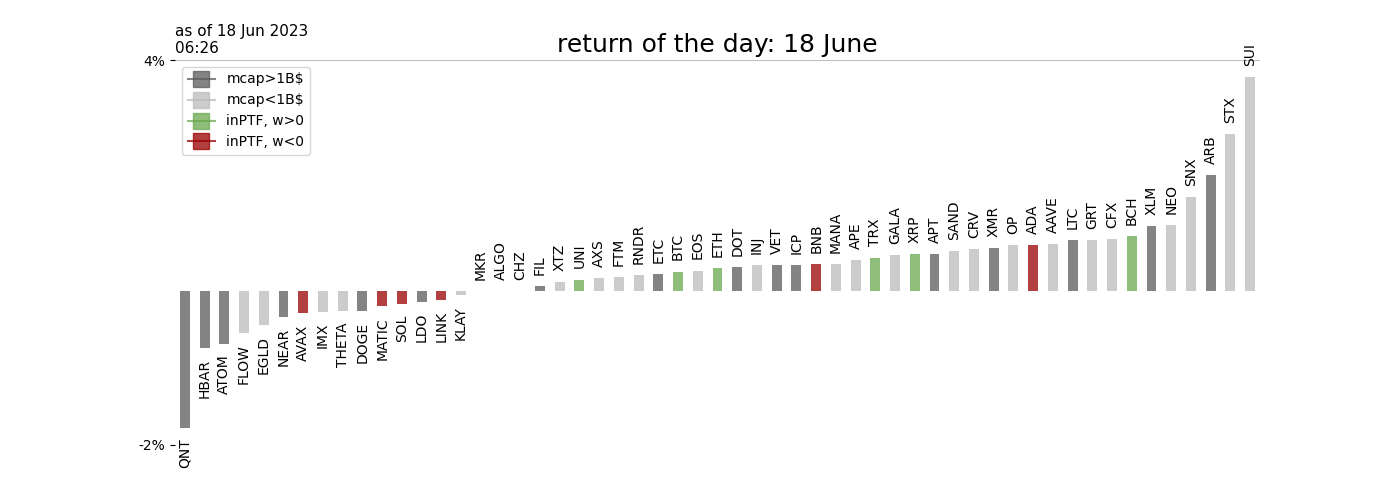 as of 18 Jun 2023
06:26
return of the day: 18 June
4%
-2%
mcap>1B$
mcap<1B$
inPTF, w>0
inPTF, w<0
QNT
HBAR
ATOM
FLOW
EGLD
NEAR
AVAX
IMX
THETA
DOGE
MATIC
SOL
LDO
LINK
KLAY
MKR
ALGO
CHZ
FIL
XTZ
UNI
AXS
FTM
RNDR
ETC
BTC
EOS
ETH
DOT
INJ
VET
ICP
BNB
MANA
APE
TRX
GALA
XRP
APT
SAND
CRV
XMR
OP
ADA
AAVE
LTC
GRT
CFX
BCH
XLM
NEO
SNX
ARB
STX
SUI